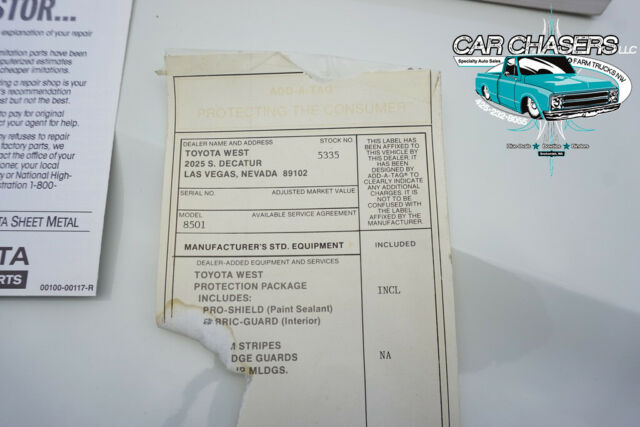 STOR...
explanation of your repair
imitation parts have been
puterized estimates
cheaper imitations.
ing a repair shop is your
's recommendation
est but not the best.
to pay for original
ct your agent for help.
y refuses to repair
factory parts, we
act the office of your
oner, your local
y or National High-
stration 1-800-
TA SHEET METAL
TA
PARTS
00100-00117-R
ADD-A-TAG
PROTECTING THE CONSUMER
DEALER NAME AND ADDRESS
STOCK NO.
TOYOTA WEST
5335
2025 S. DECATUR
LAS VEGAS, NEVADA 89102
SERIAL NO.
ADJUSTED MARKET VALUE
MODEL
AVAILABLE SERVICE AGREEMENT
8501
THIS LABEL HAS
BEEN AFFIXED TO
THIS VEHICLE BY
THIS DEALER. IT
HAS BEEN
DESIGNED BY
ADD-A-TAG® TO
CLEARLY INDICATE
ANY ADDITIONAL
CHARGES. IT IS
NOT TO BE
CONFUSED WITH
THE LABEL
AFFIXED BY THE
MANUFACTURER
MANUFACTURER'S STD. EQUIPMENT
INCLUDED
DEALER-ADDED EQUIPMENT AND SERVICES
TOYOTA WEST
PROTECTION PACKAGE
INCL
INCLUDES:
PRO-SHIELD (Paint Sealant)
BRIC-GUARD (Interior)
M STRIPES
DGE GUARDS
NA
MLDGS.
CAR CHASERS LLC
Specialty Auto Sales
FARM TRUCKS NW
425-232-8065